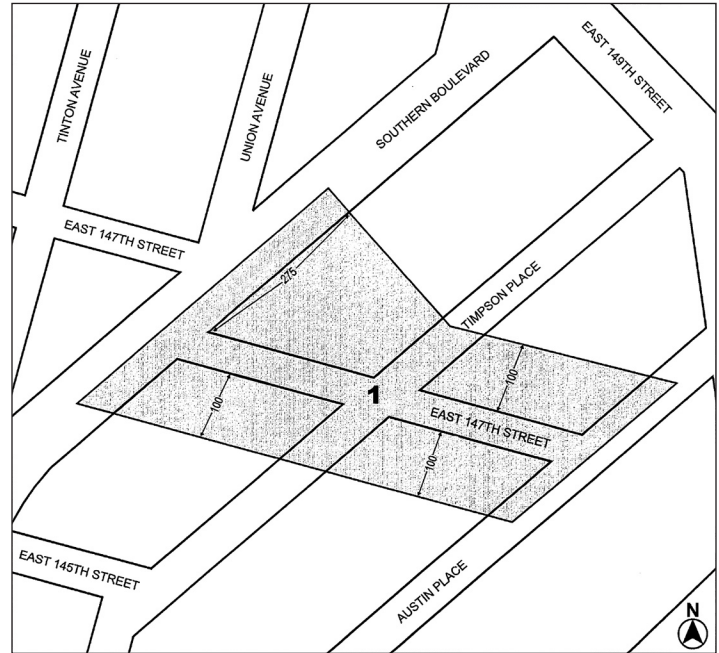 EAST 149TH STREET
TINTON AVENUE
UNION AVENUE
SOUTHERN BOULEVARD
EAST 147TH STREET
275
TIMPSON PLACE
100
1
100
EAST 147TH STREET
100
EAST 145TH STREET
AUSTIN PLACE
N